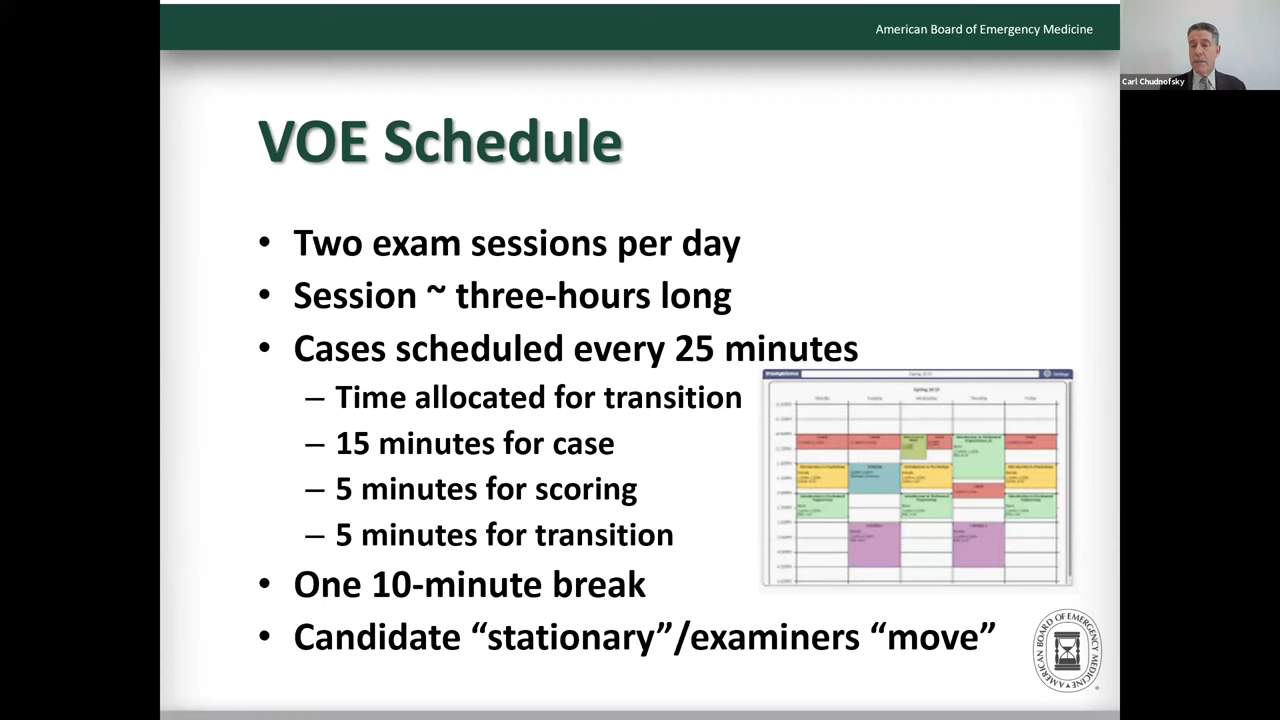 American Board of Emergency Medicine
Carl Chudnofsky
VOE Schedule
• Two exam sessions per day
• Session ~ three-hours long
• Cases scheduled every 25 minutes
– Time allocated for transition
– 15 minutes for case
– 5 minutes for scoring
– 5 minutes for transition
• One 10-minute break
• Candidate “stationary”/examiners “move”
AMERICAN BOARD OF EMERGENCY MEDICINE